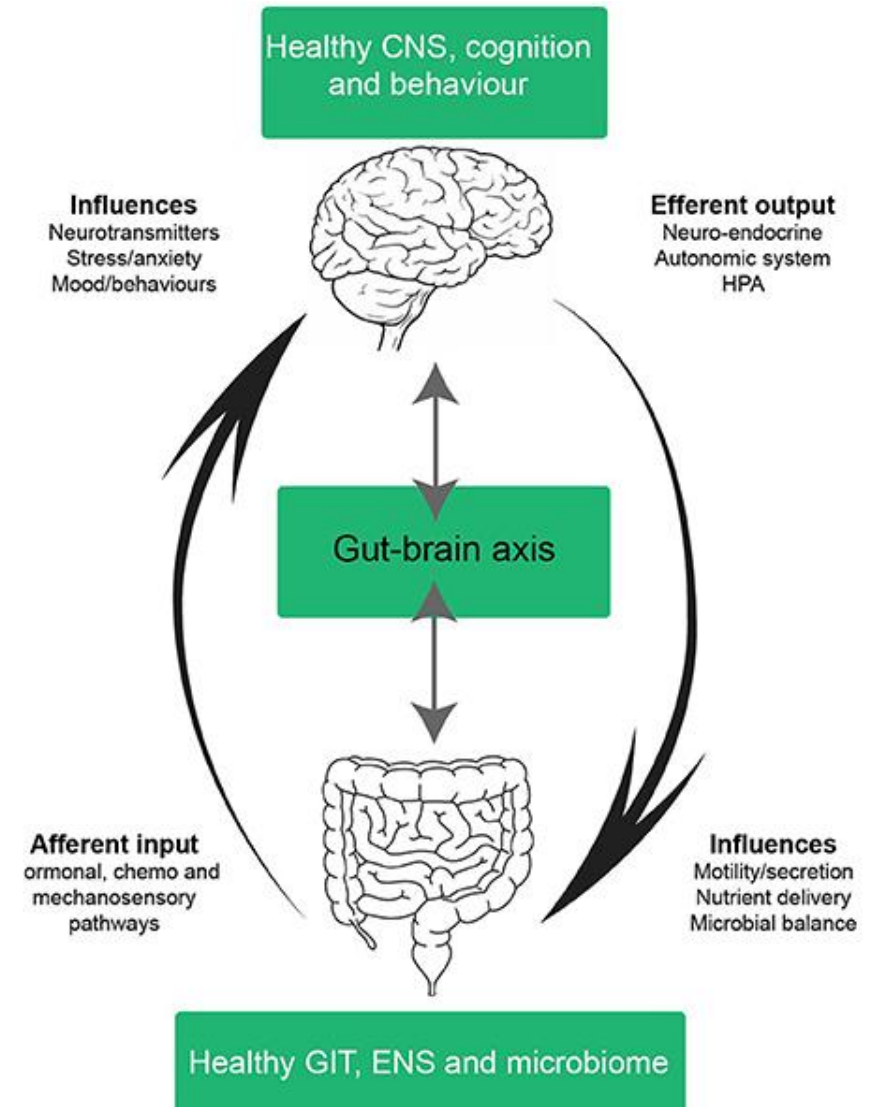 Healthy CNS, cognition
and behaviour
Influences
Neurotransmitters
Stress/anxiety
Mood/behaviours
Efferent output
Neuro-endocrine
Autonomic system
HPA
Gut-brain axis
Afferent input
ormonal, chemo and
mechanosensory
pathways
Influences
Motility/secretion
Nutrient delivery
Microbial balance
Healthy GIT, ENS and microbiome